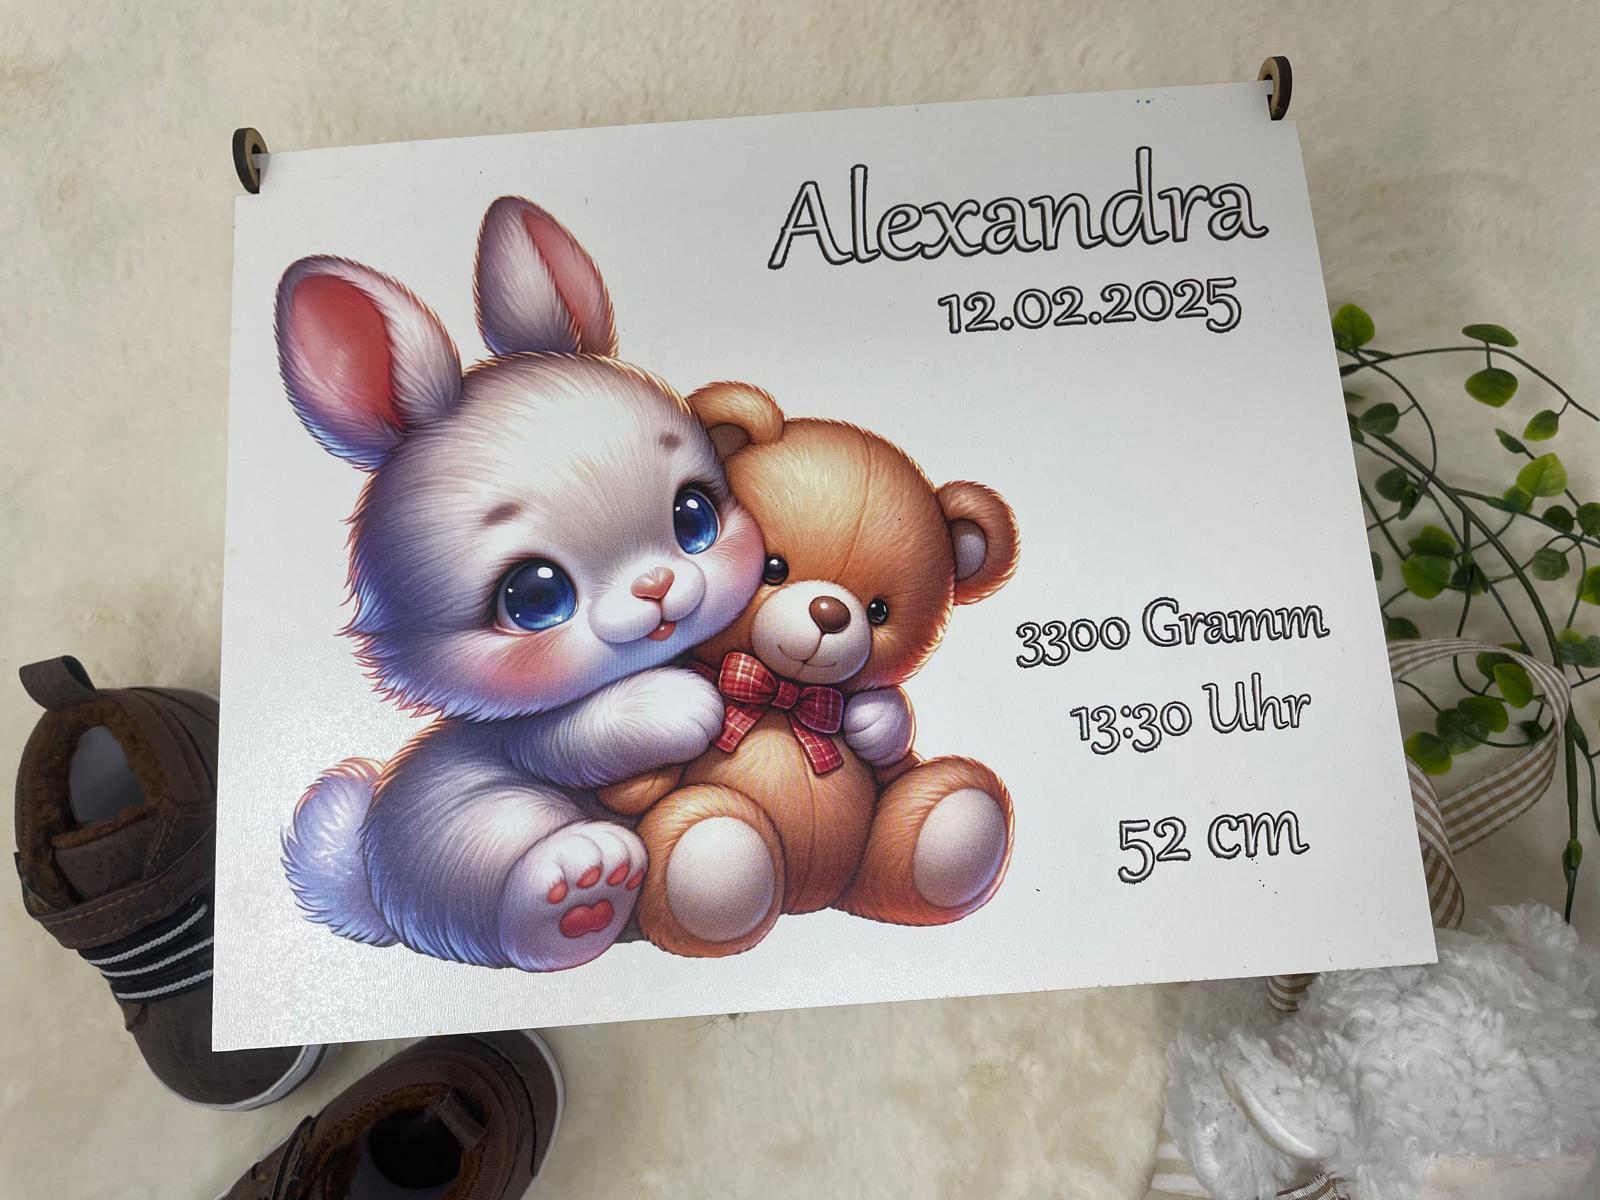 Alexandra
12.02.2025
3300 Gramm
13:30 Uhr
52 cm